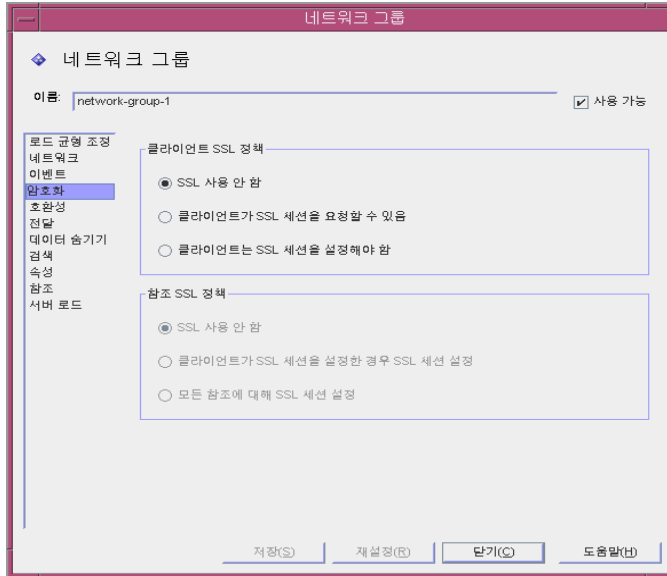 네트워크 그룹
네트워크 그룹
이름: network-group-1
사용 가능
로드 균형 조정
네트워크
이벤트
암호화
호환성
전달
데이터 숨기기
검색
속성
참조
서버 로드
클라이언트 SSL 정책
SSL 사용 안 함
클라이언트가 SSL 세션을 요청할 수 있음
클라이언트는 SSL 세션을 설정해야 함
참조 SSL 정책
SSL 사용 안 함
클라이언트가 SSL 세션을 설정한 경우 SSL 세션 설정
모든 참조에 대해 SSL 세션 설정
저장(S) 재설정(R) 닫기(C) 도움말(H)